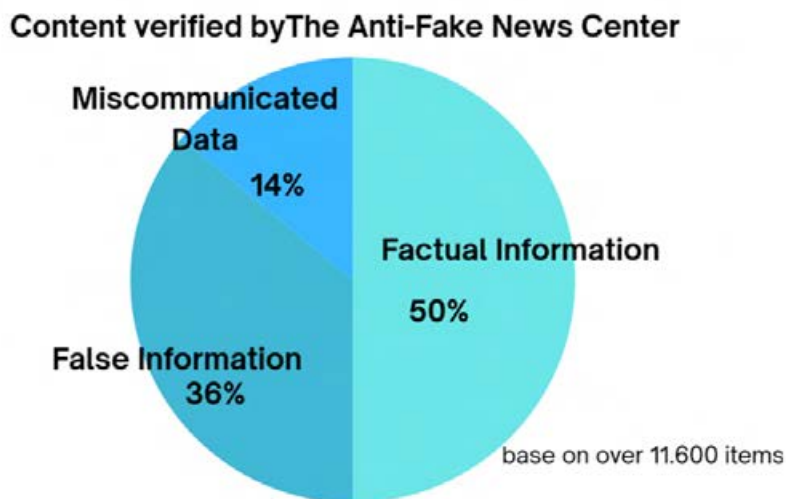 Content verified byThe Anti-Fake News Center
Miscommunicated
Data
14%
Factual Information
50%
False Information
36%
base on over 11.600 items